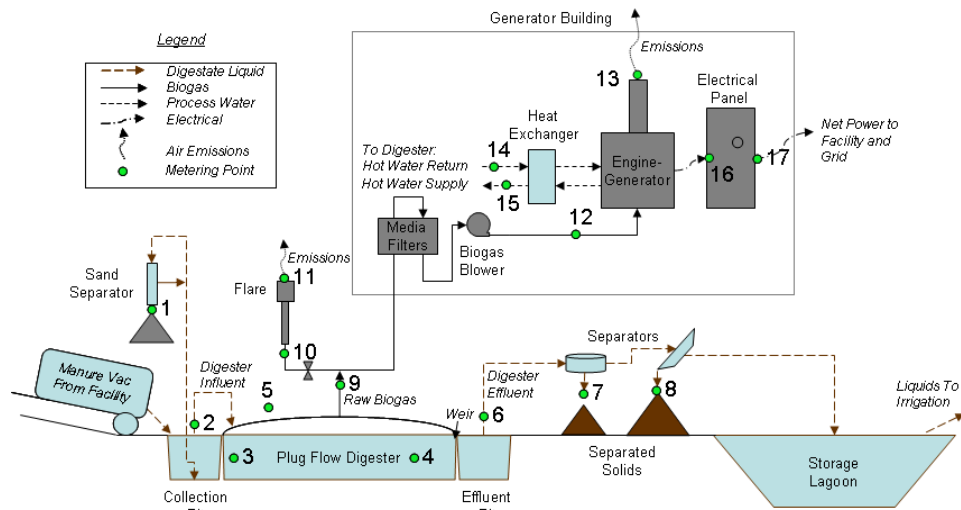 Generator Building
Legend
Digestate Liquid
Biogas
Process Water
Electrical
Air Emissions
Metering Point
Emissions
13
Electrical
Panel
Net Power to
Facility and
Grid
Heat
Exchanger
To Digester:
Hot Water Return
Hot Water Supply
14
15
Engine-
Generator
16
17
12
Media
Filters
Biogas
Blower
Sand
Separator
1
Emissions
11
Flare
10
Manure Vac
From Facility
Digester
Influent
5
9
Raw Biogas
2
3
Plug Flow Digester
4
Weir
6
Digester
Effluent
Separators
7
8
Separated
Solids
Liquids To
Irrigation
Storage
Lagoon
Collection
Effluent